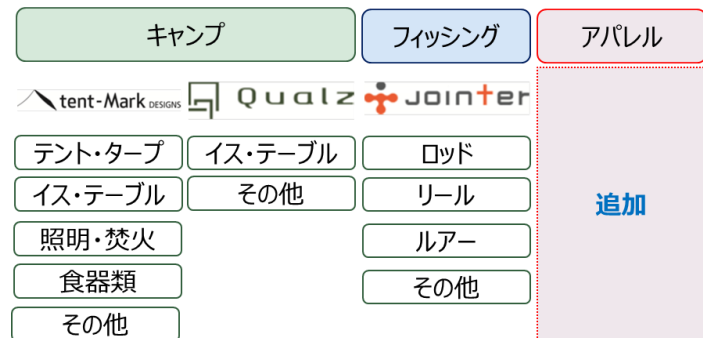 キャンプ
フィッシング
アパレル
tent-Mark DESIGNS
Qualz
Jointer
テント・タープ
イス・テーブル
照明・焚火
食器類
その他
イス・テーブル
その他
ロッド
リール
ルアー
その他
追加